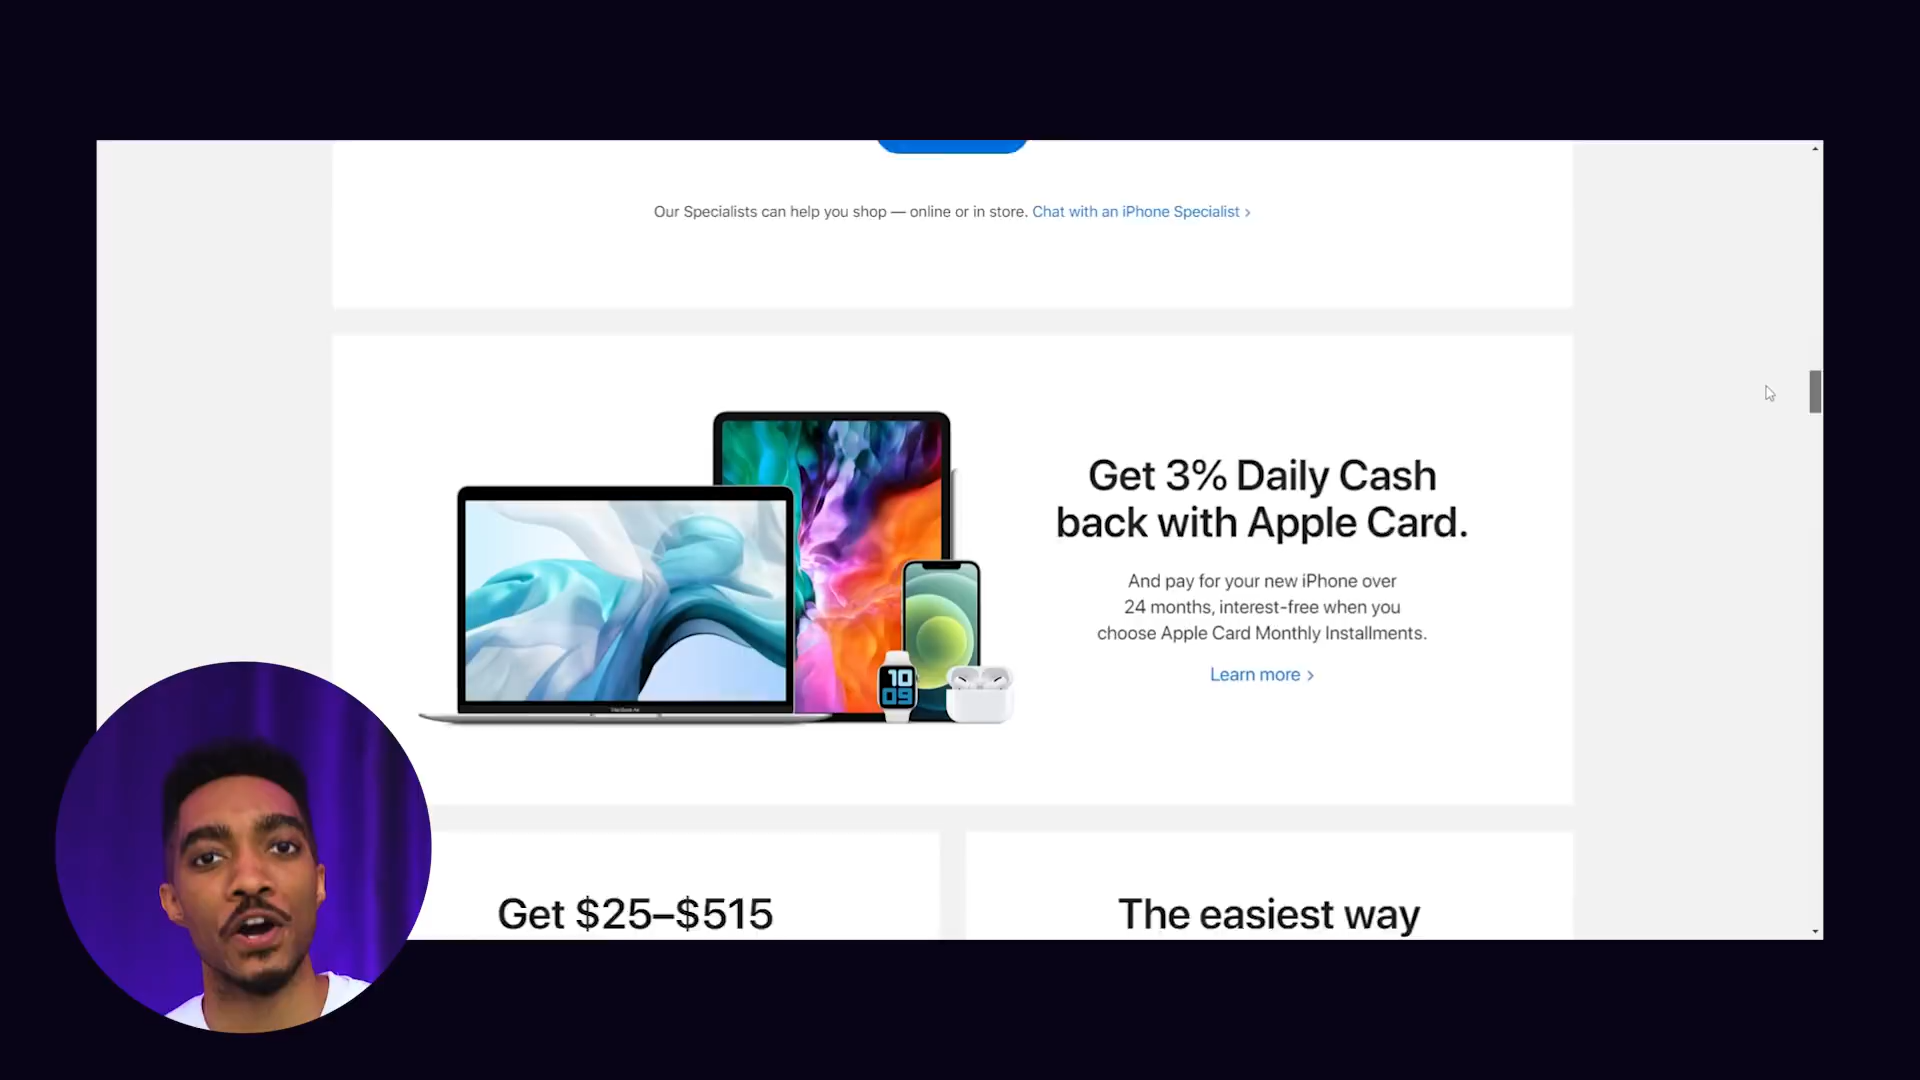 Our Specialists can help you shop — online or in store. Chat with an iPhone Specialist >
Get 3% Daily Cash
back with Apple Card.
And pay for your new iPhone over
24 months, interest-free when you
choose Apple Card Monthly Installments.
Learn more >
10
09
MacBook Air
Get $25–$515
The easiest way